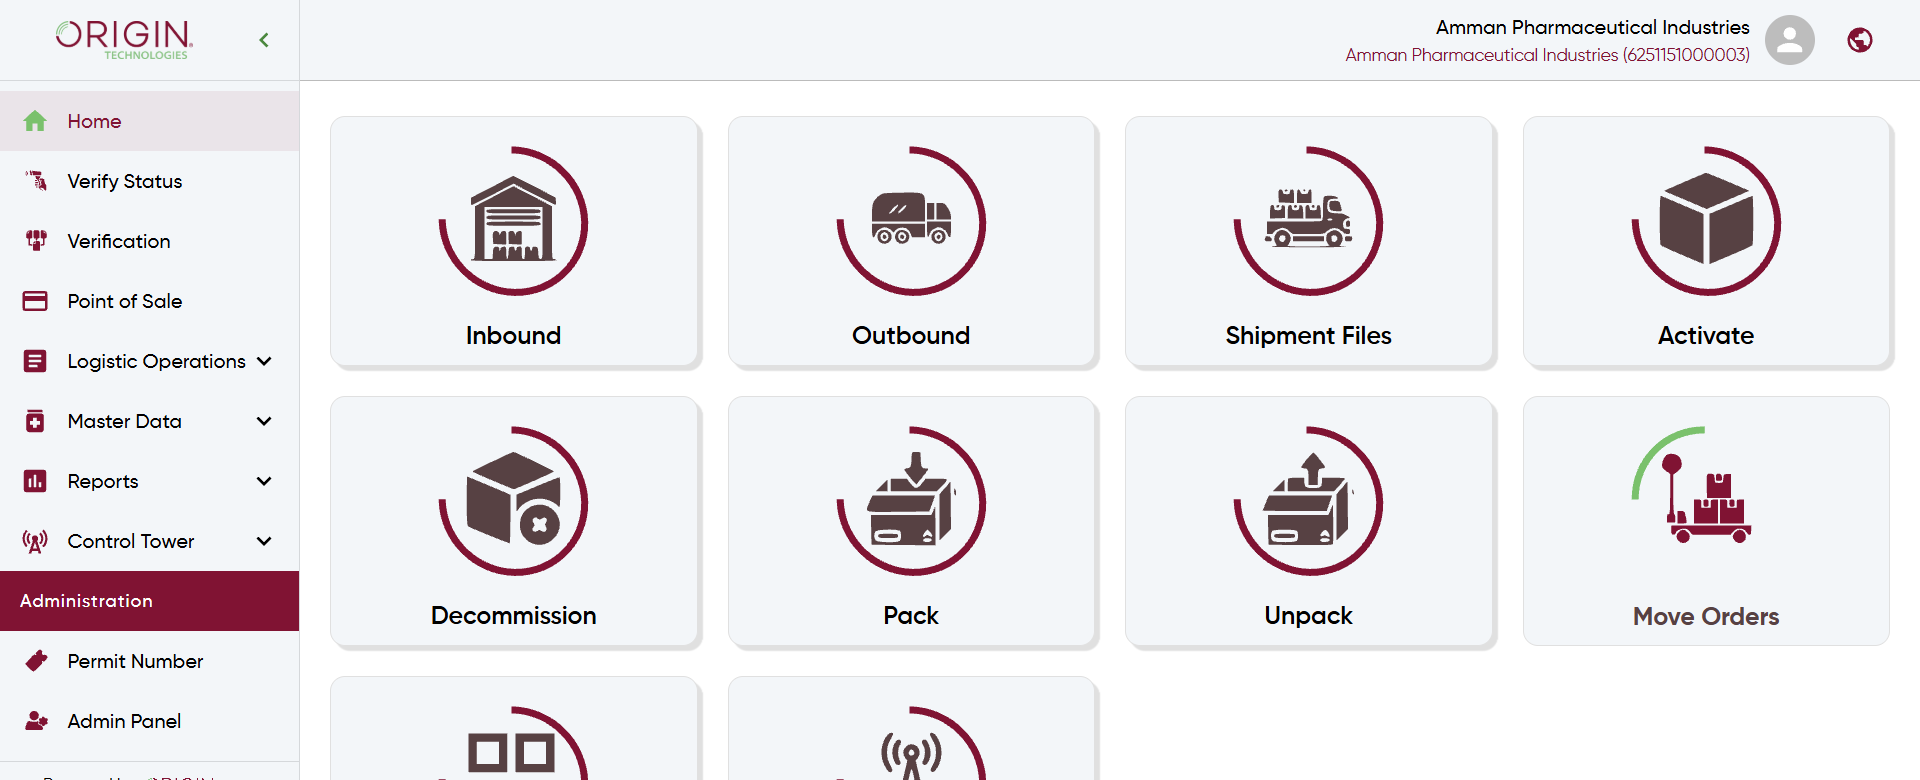 ORIGIN
TECHNOLOGIES
Amman Pharmaceutical Industries
Amman Pharmaceutical Industries (6251151000003)
Home
Verify Status
Verification
Point of Sale
Logistic Operations
Master Data
Reports
Control Tower
Administration
Permit Number
Admin Panel
Inbound
Outbound
Shipment Files
Activate
Decommission
Pack
Unpack
Move Orders